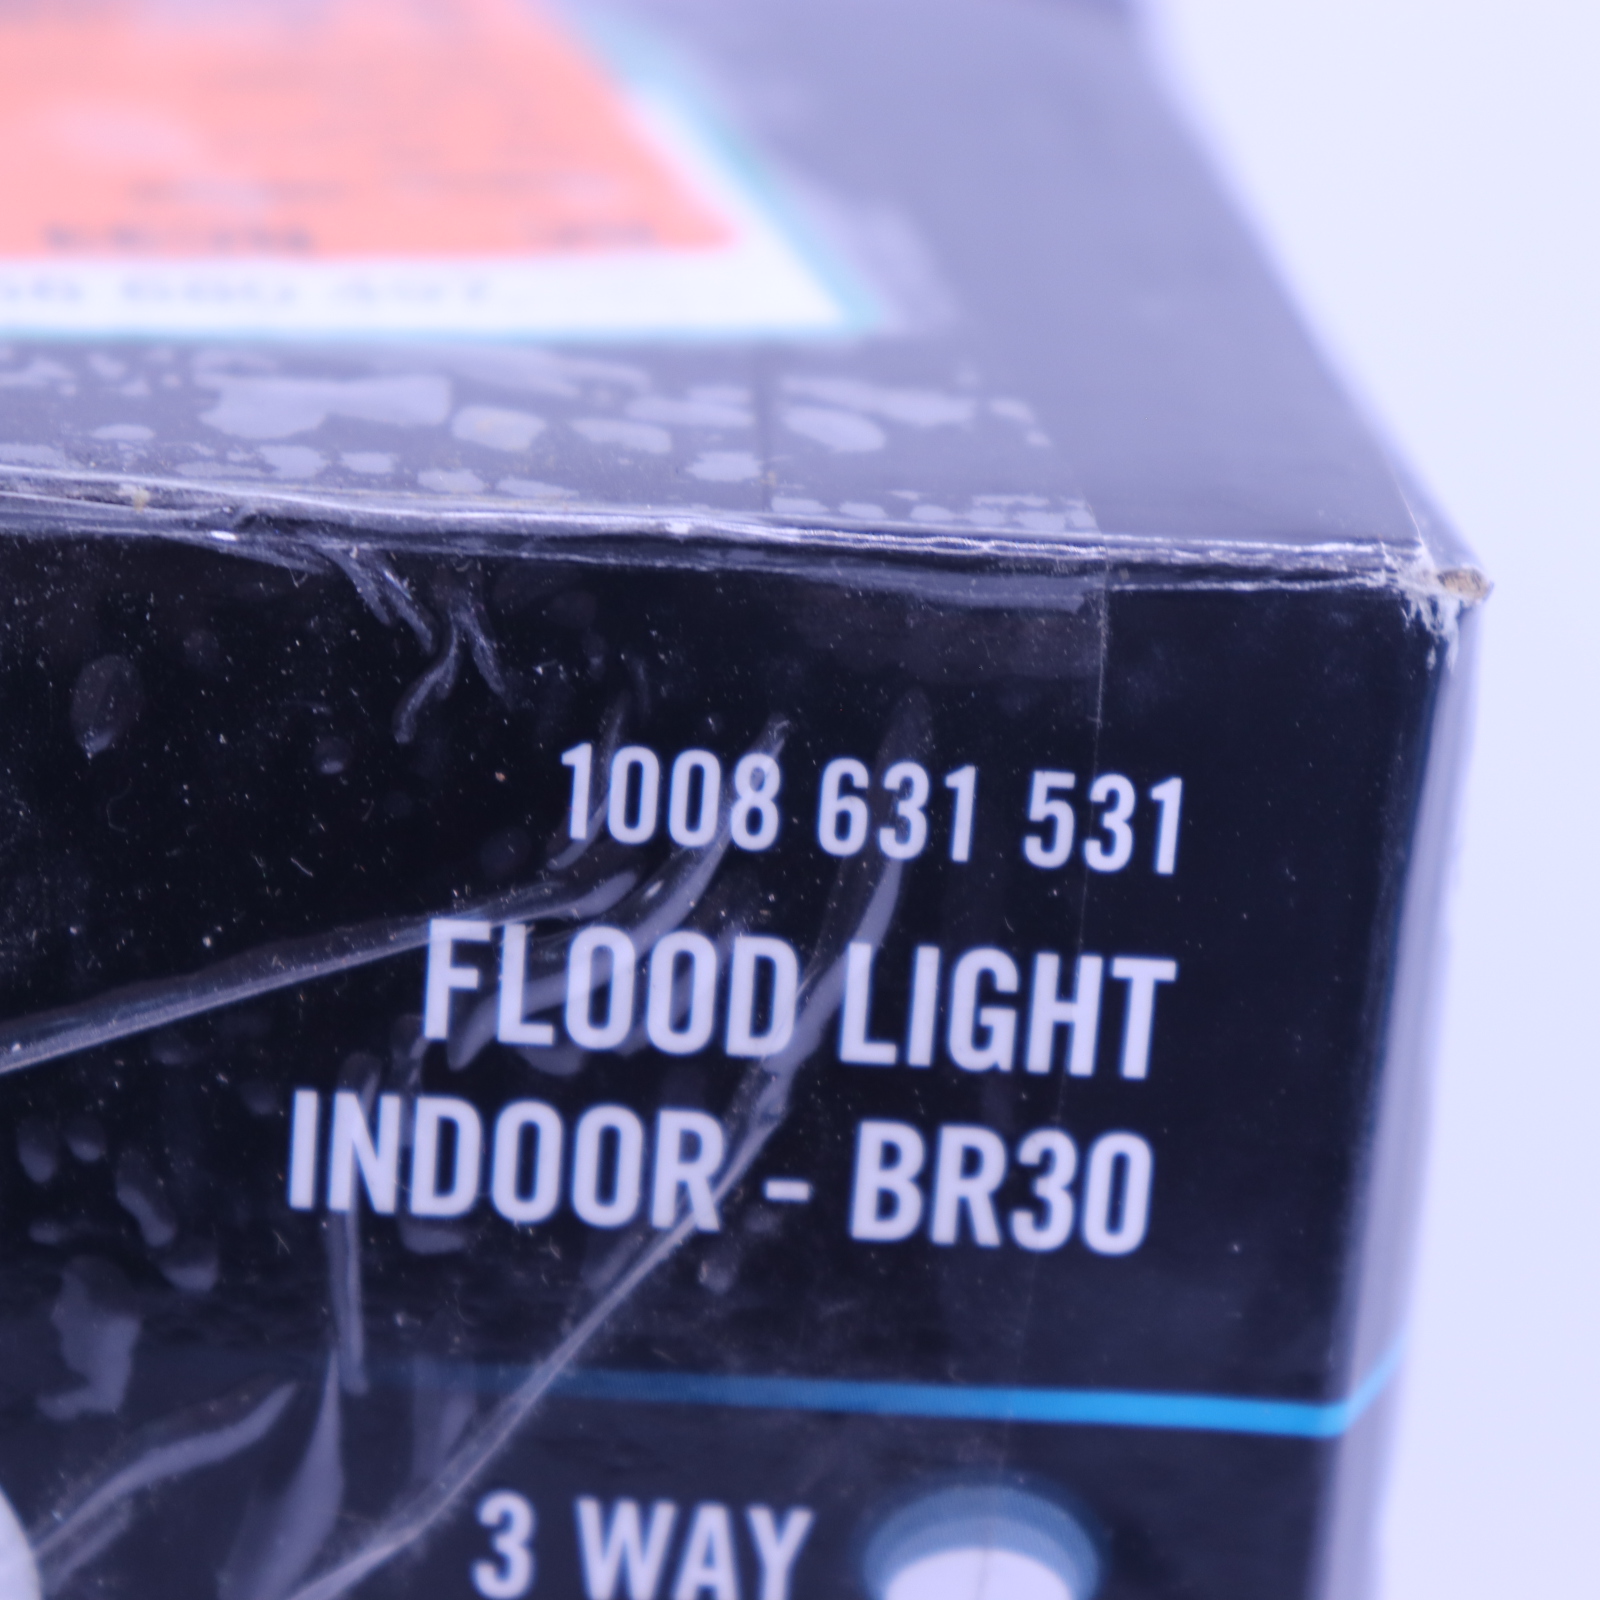 1008 631 531
FLOOD LIGHT
INDOOR - BR30
3 WAY